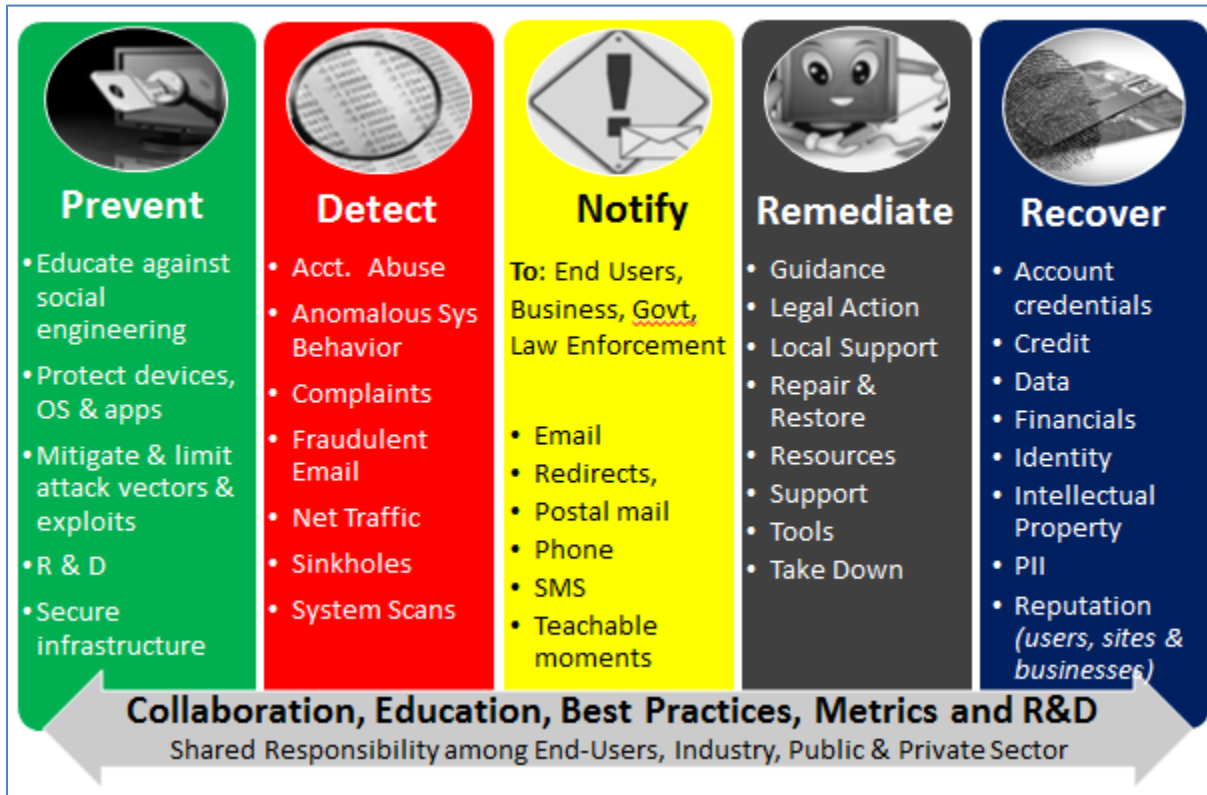 Prevent
• Educate against
social
engineering
• Protect devices,
OS & apps
• Mitigate & limit
attack vectors &
exploits
• R & D
• Secure
infrastructure
Detect
• Acct. Abuse
• Anomalous Sys
Behavior
• Complaints
• Fraudulent
Email
• Net Traffic
• Sinkholes
• System Scans
Notify
To: End Users,
Business, Govt,
Law Enforcement
• Email
• Redirects,
• Postal mail
• Phone
• SMS
• Teachable
moments
Remediate
• Guidance
• Legal Action
• Local Support
• Repair &
Restore
• Resources
• Support
• Tools
• Take Down
Recover
• Account
credentials
• Credit
• Data
• Financials
• Identity
• Intellectual
Property
• PII
• Reputation
(users, sites &
businesses)
Collaboration, Education, Best Practices, Metrics and R&D
Shared Responsibility among End-Users, Industry, Public & Private Sector